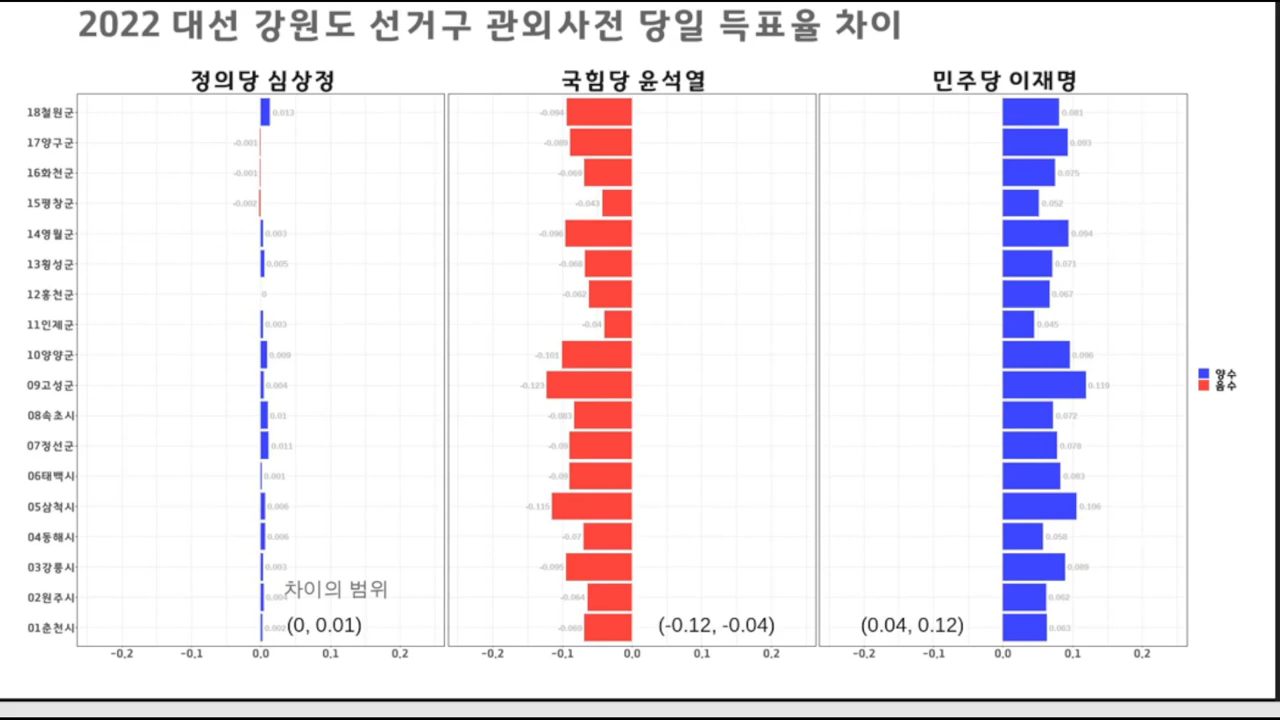 2022 대선 강원도 선거구 관외사전 당일 득표율 차이
정의당 심상정 국힘당 윤석열 민주당 이재명
18철원군 0.013 -0.094 0.081
17양구군 -0.001 -0.089 0.093
16화천군 -0.001 -0.069 0.075
15평창군 -0.002 -0.043 0.052
14영월군 0.003 -0.096 0.094
13횡성군 0.005 -0.068 0.071
12홍천군 0 -0.062 0.067
11인제군 0.003 -0.04 0.045
10양양군 0.009 -0.101 0.096
09고성군 0.004 -0.123 0.119
08속초시 0.01 -0.083 0.072
07정선군 0.011 -0.09 0.078
06태백시 0.001 -0.09 0.083
05삼척시 0.006 -0.115 0.106
04동해시 0.006 -0.07 0.058
03강릉시 0.003 -0.095 0.089
차이의 범위
02원주시 0.004 -0.064 0.062
01춘천시 0.002 (0, 0.01) -0.069 (-0.12, -0.04) (0.04, 0.12) 0.063
-0.2 -0.1 0.0 0.1 0.2 -0.2 -0.1 0.0 0.1 0.2 -0.2 -0.1 0.0 0.1 0.2
양수
음수